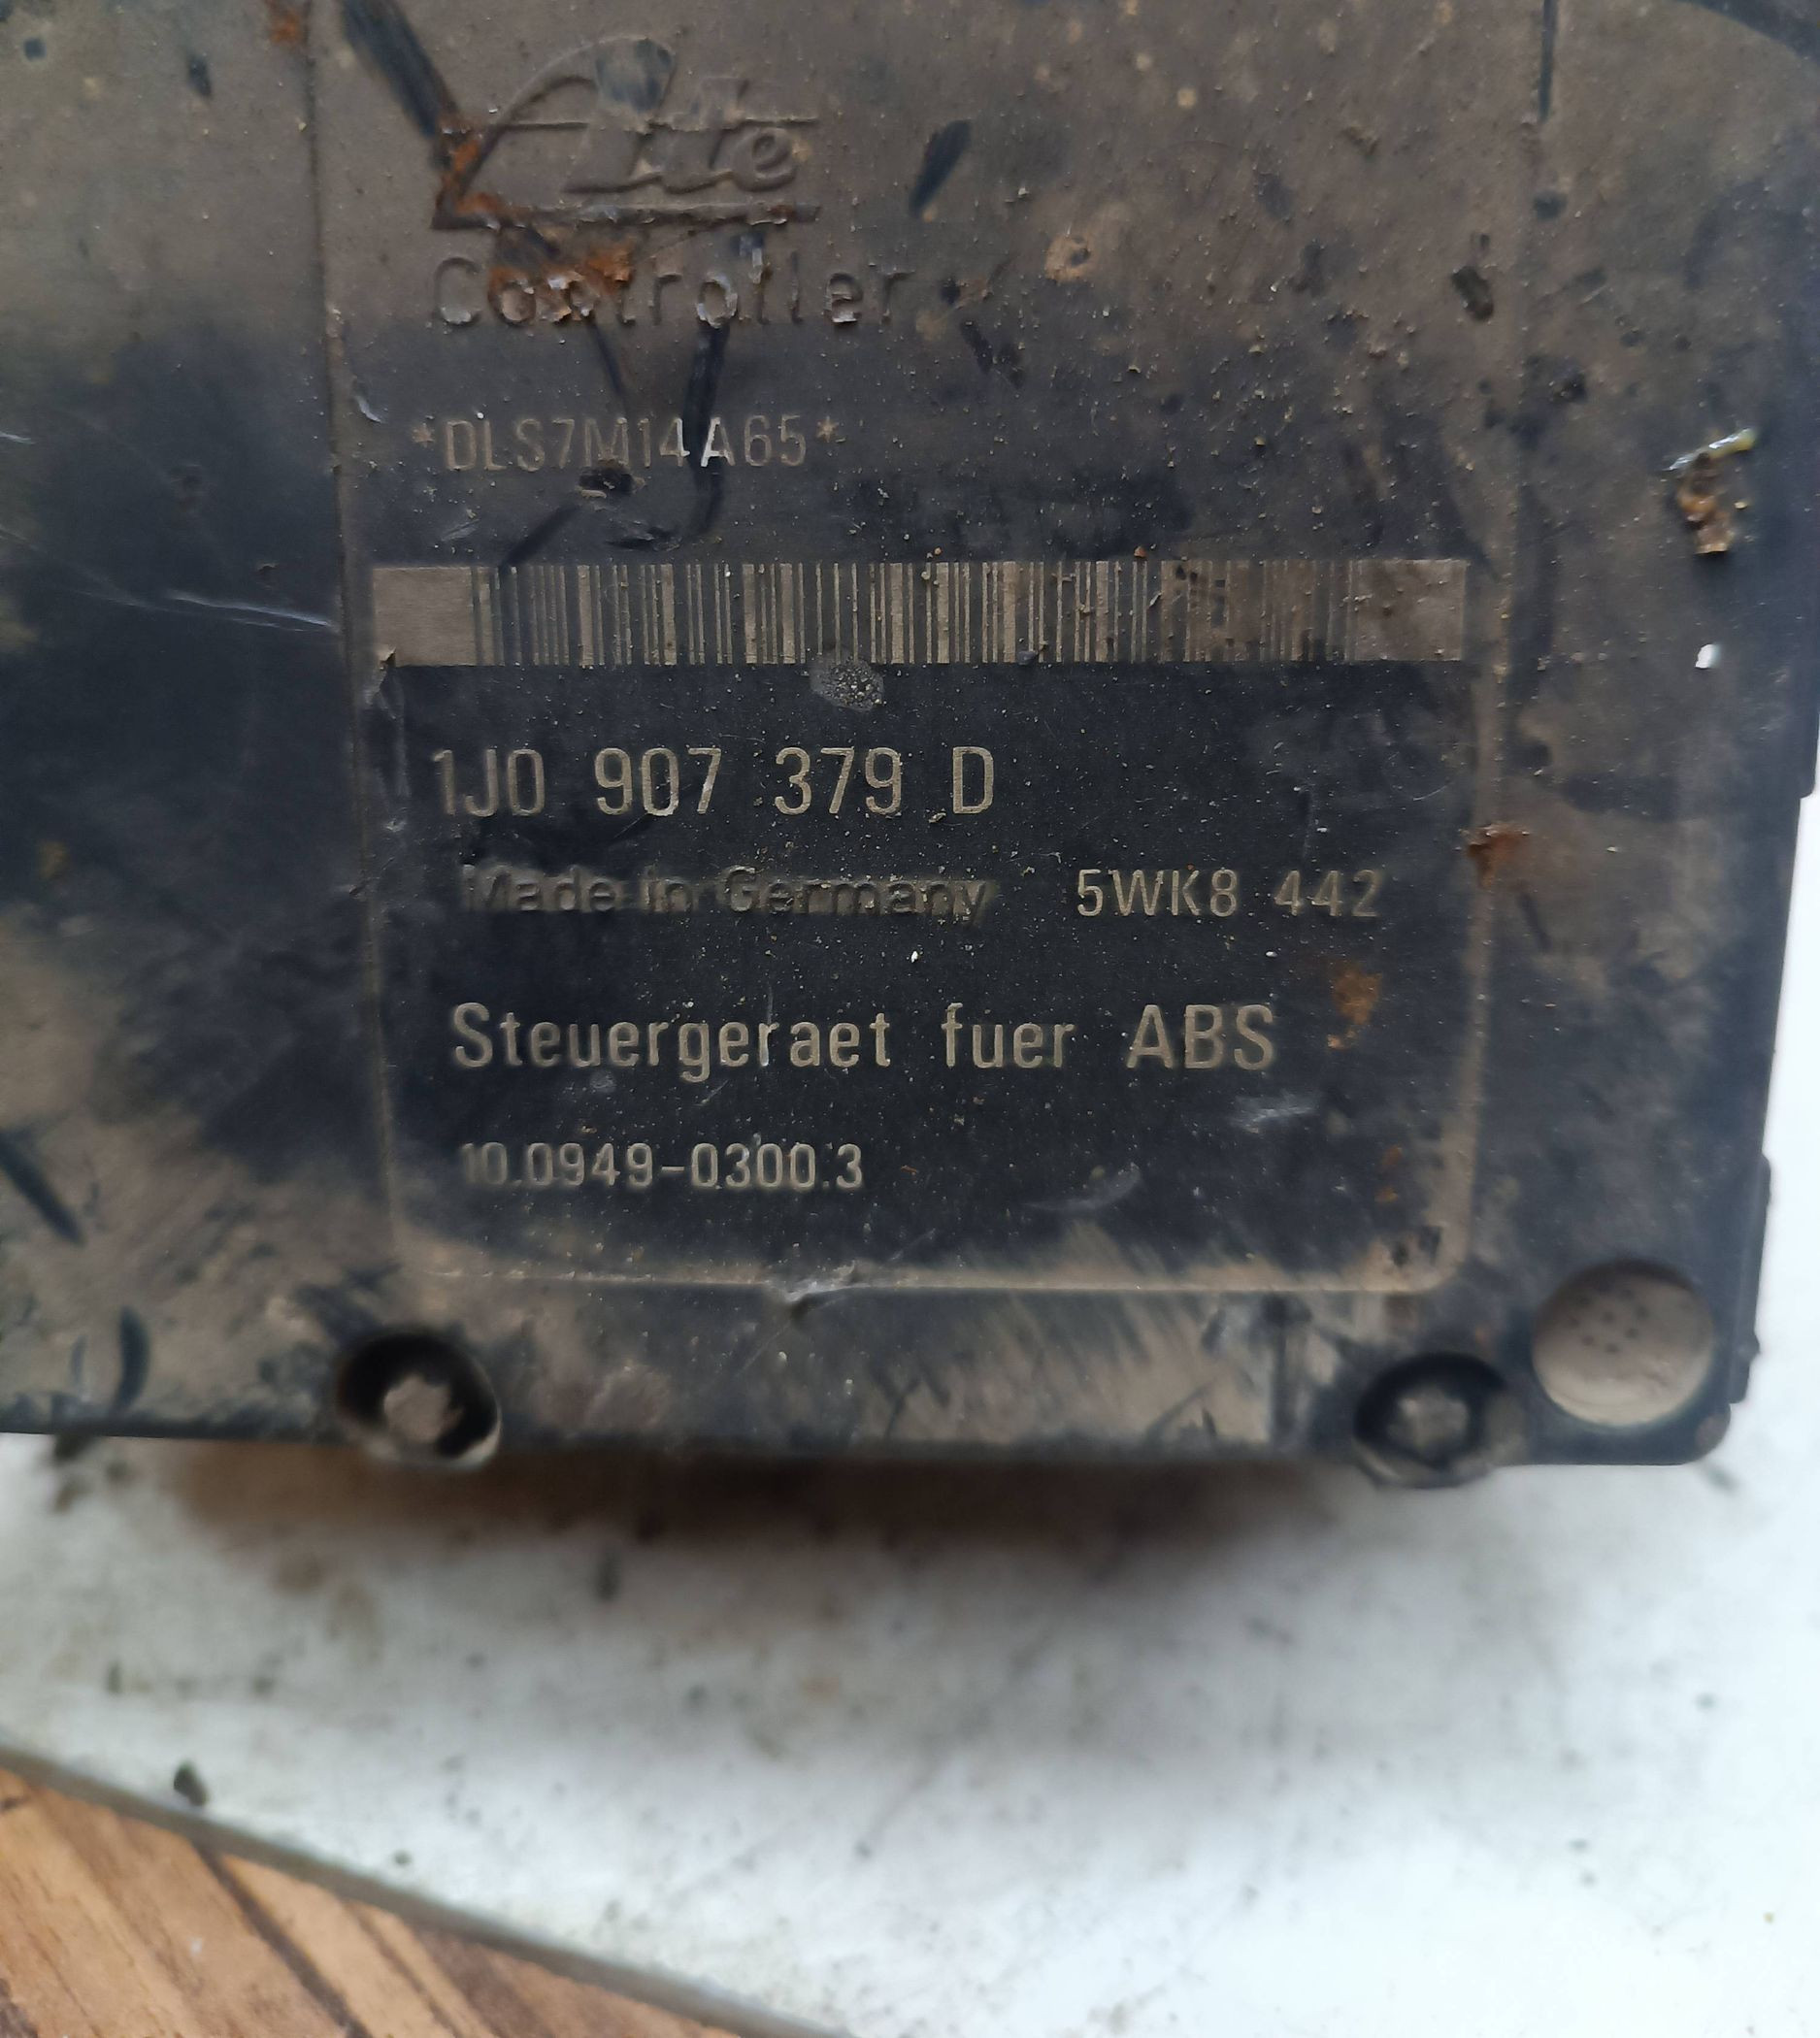 Ate
Controller
*DLS7M14A65*
1J0 907 379 D
Made in Germany 5WK8 442
Steuergeraet fuer ABS
10.0949-0300.3